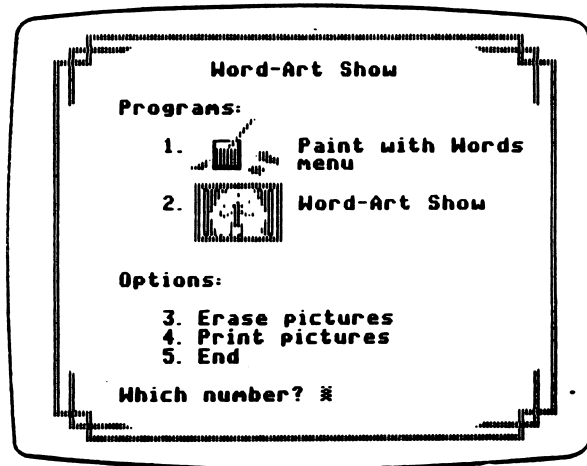 Word-Art Show
Programs:
1. Paint with Words
menu
2. Word-Art Show
Options:
3. Erase pictures
4. Print pictures
5. End
Which number?